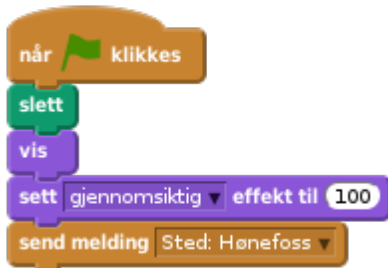 når klikkes
slett
vis
sett gjennomsiktig effekt til 100
send melding Sted: Hønefoss